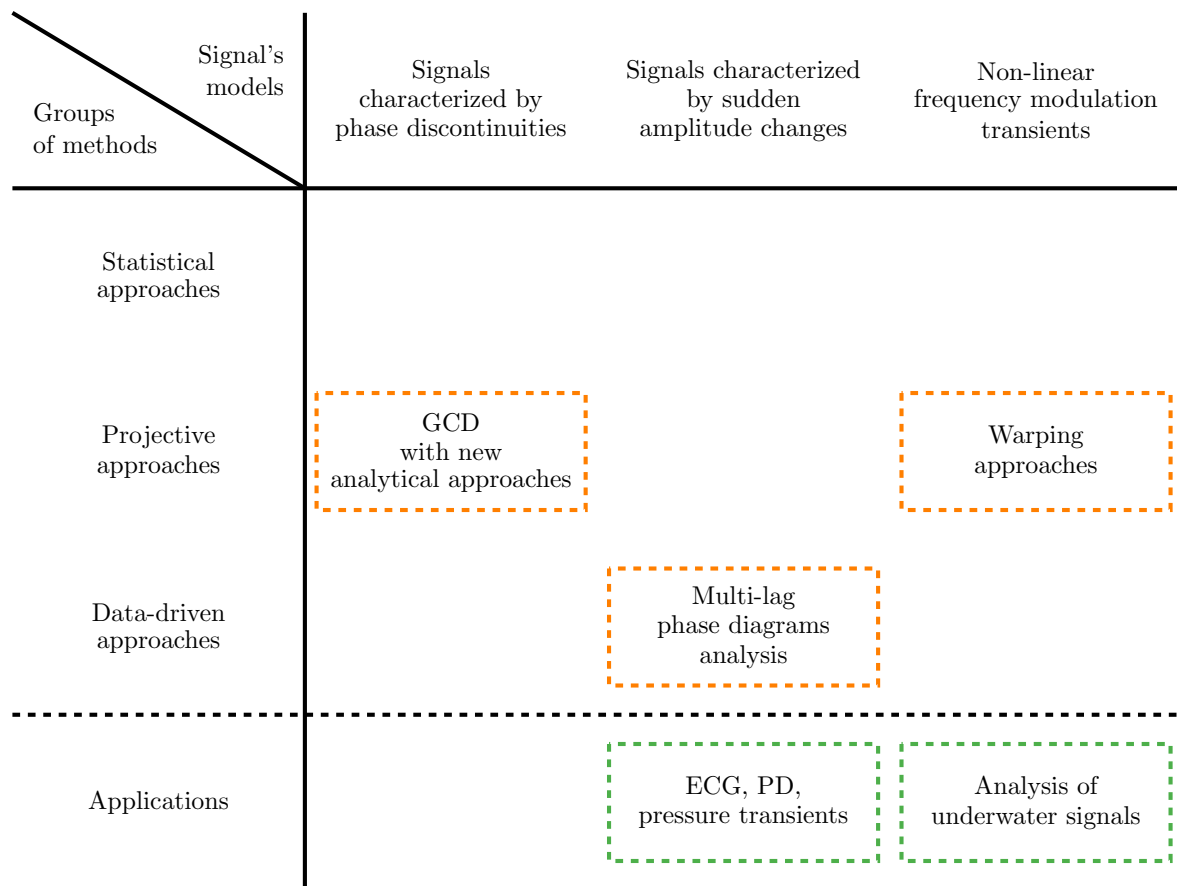 Signal's
models
Groups
of methods
Signals
characterized by
phase discontinuities
Signals characterized
by sudden
amplitude changes
Non-linear
frequency modulation
transients
Statistical
approaches
Projective
approaches
GCD
with new
analytical approaches
Warping
approaches
Data-driven
approaches
Multi-lag
phase diagrams
analysis
Applications
ECG, PD,
pressure transients
Analysis of
underwater signals